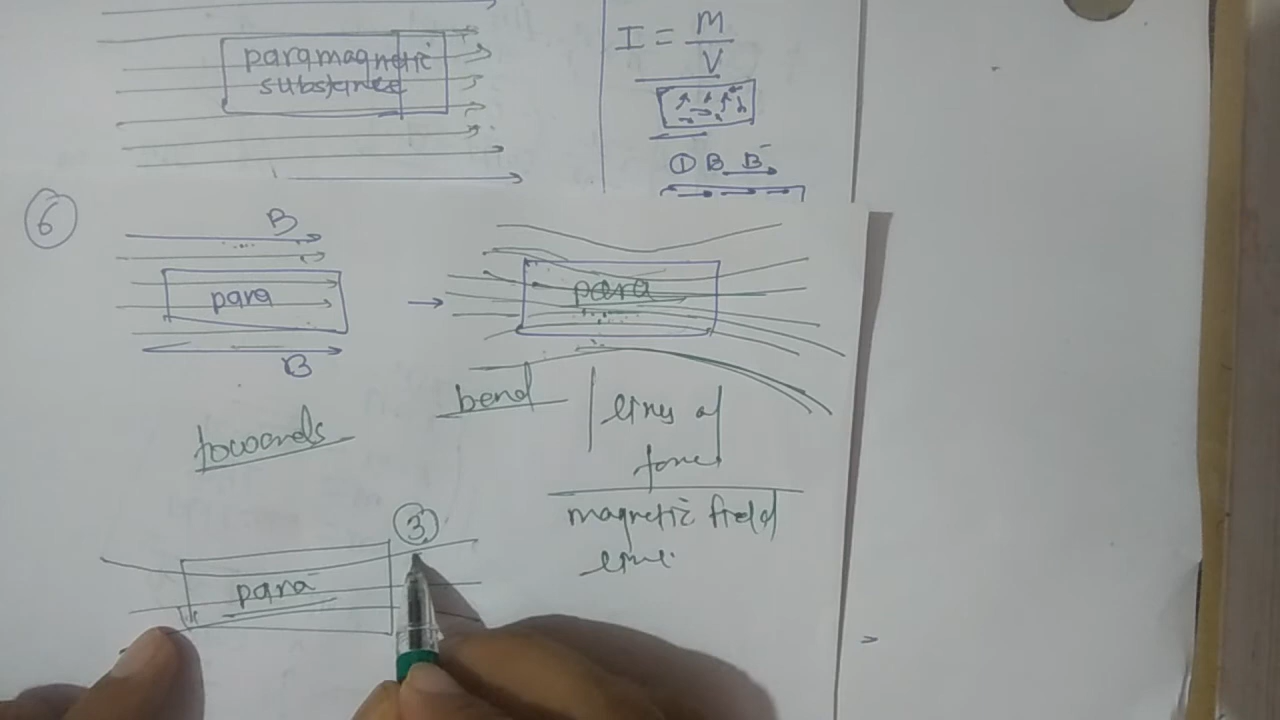 paramagnetic
substance
I = M
V
① B B
6
B
para
para
B
bend
lines of
force
towards
magnetic field
line
3
para